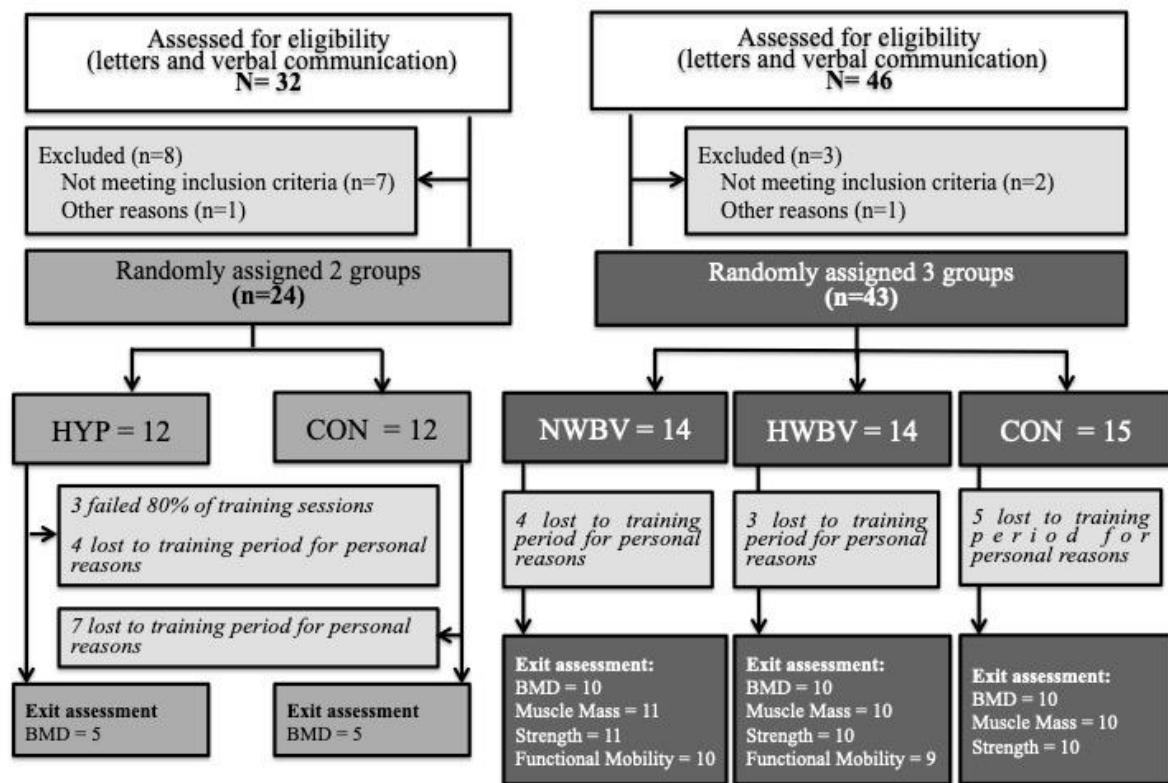 Assessed for eligibility
(letters and verbal communication)
N= 32
Excluded (n=8)
Not meeting inclusion criteria (n=7)
Other reasons (n=1)
Randomly assigned 2 groups
(n=24)
HYP = 12
CON = 12
3 failed 80% of training sessions
4 lost to training period for personal
reasons
7 lost to training period for personal
reasons
Exit assessment
BMD = 5
Exit assessment
BMD = 5
Assessed for eligibility
(letters and verbal communication)
N= 46
Excluded (n=3)
Not meeting inclusion criteria (n=2)
Other reasons (n=1)
Randomly assigned 3 groups
(n=43)
NWBV = 14
HWBV = 14
CON = 15
4 lost to training
period for personal
reasons
3 lost to training
period for personal
reasons
5 lost to training
period for
personal reasons
Exit assessment:
BMD = 10
Muscle Mass = 11
Strength = 11
Functional Mobility = 10
Exit assessment:
BMD = 10
Muscle Mass = 10
Strength = 10
Functional Mobility = 9
Exit assessment:
BMD = 10
Muscle Mass = 10
Strength = 10